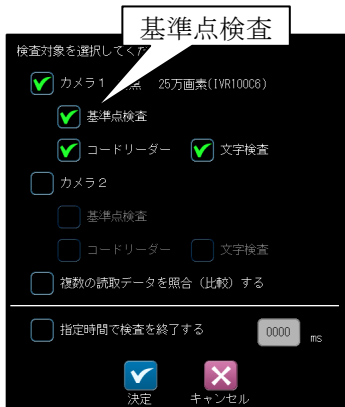 基準点検査
検査対象を選択してくだ
カメラ1 点 25万画素(IVR100C6)
基準点検査
コードリーダー 文字検査
カメラ2
基準点検査
コードリーダー 文字検査
複数の読取データを照合（比較）する
指定時間で検査を終了する 0000 ms
決定 キャンセル